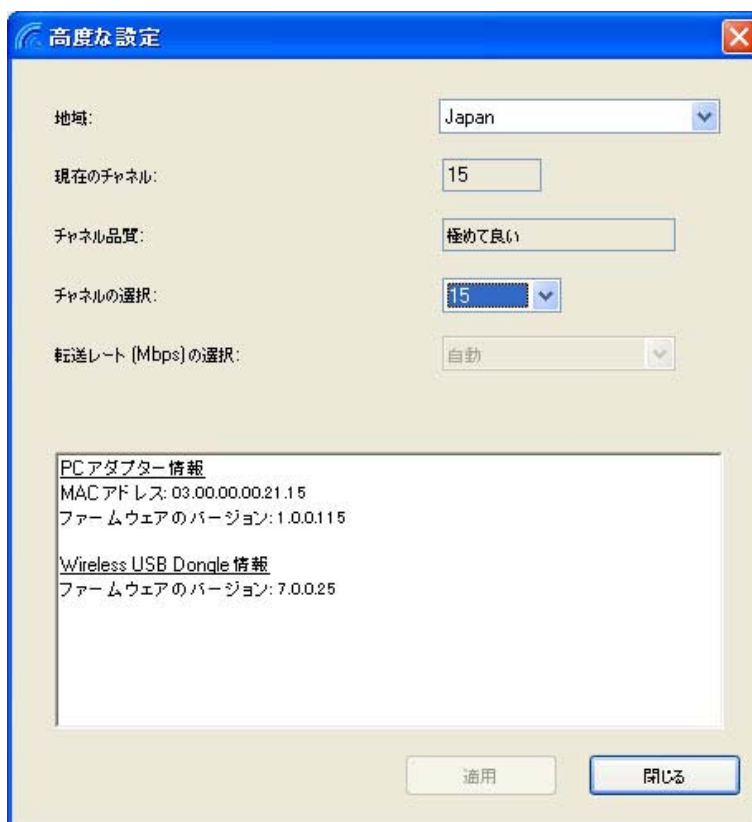 高度な設定
地域: Japan
現在のチャネル: 15
チャネル品質: 極めて良い
チャネルの選択: 15
転送レート (Mbps)の選択: 自動
PCアダプター情報
MACアドレス: 03.00.00.00.21.15
ファームウェアのバージョン: 1.0.0.115
Wireless USB Dongle 情報
ファームウェアのバージョン: 7.0.0.25
適用 閉じる